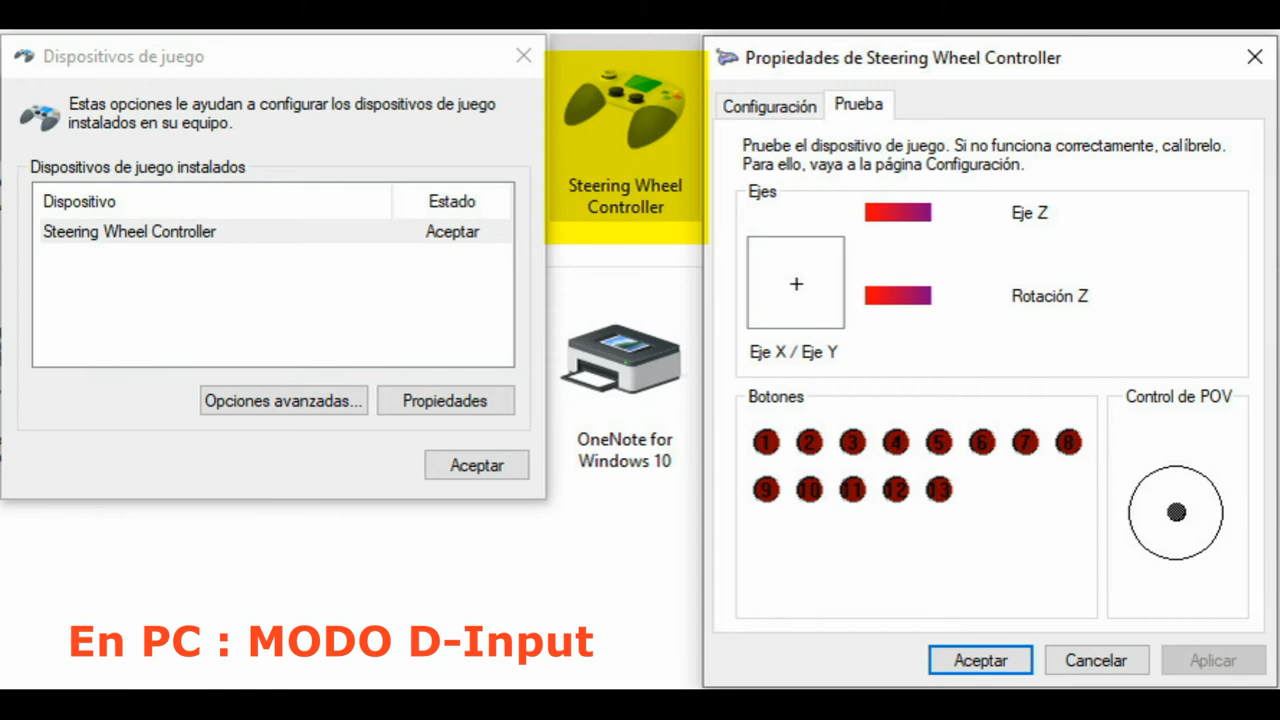 Dispositivos de juego
Estas opciones le ayudan a configurar los dispositivos de juego
instalados en su equipo.
Dispositivos de juego instalados
Dispositivo Estado
Steering Wheel Controller Aceptar
Opciones avanzadas... Propiedades
Aceptar
Steering Wheel
Controller
OneNote for
Windows 10
Propiedades de Steering Wheel Controller
Configuración Prueba
Pruebe el dispositivo de juego. Si no funciona correctamente, calíbrelo.
Para ello, vaya a la página Configuración.
Ejes
Eje Z
Rotación Z
Eje X / Eje Y
Botones
1 2 3 4 5 6 7 8
9 10 11 12 13
Control de POV
Aceptar Cancelar Aplicar
En PC : MODO D-Input